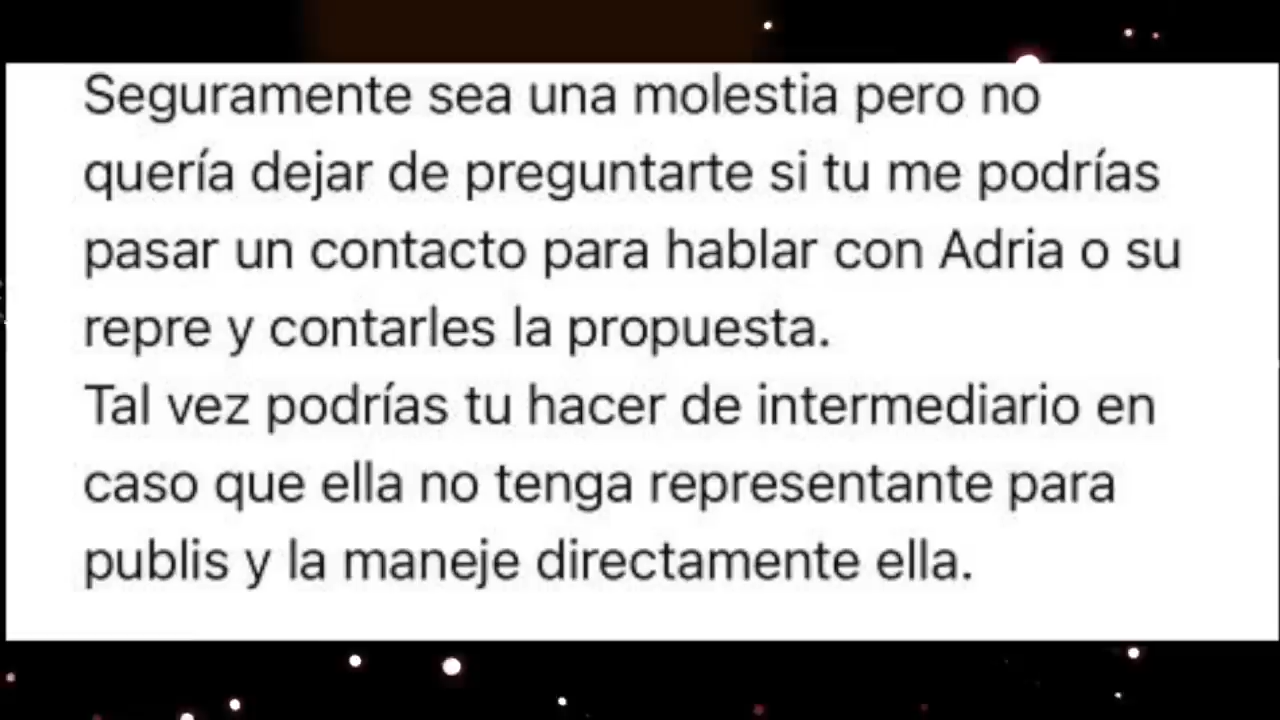 Seguramente sea una molestia pero no
quería dejar de preguntarte si tu me podrías
pasar un contacto para hablar con Adria o su
repre y contarles la propuesta.
Tal vez podrías tu hacer de intermediario en
caso que ella no tenga representante para
publis y la maneje directamente ella.